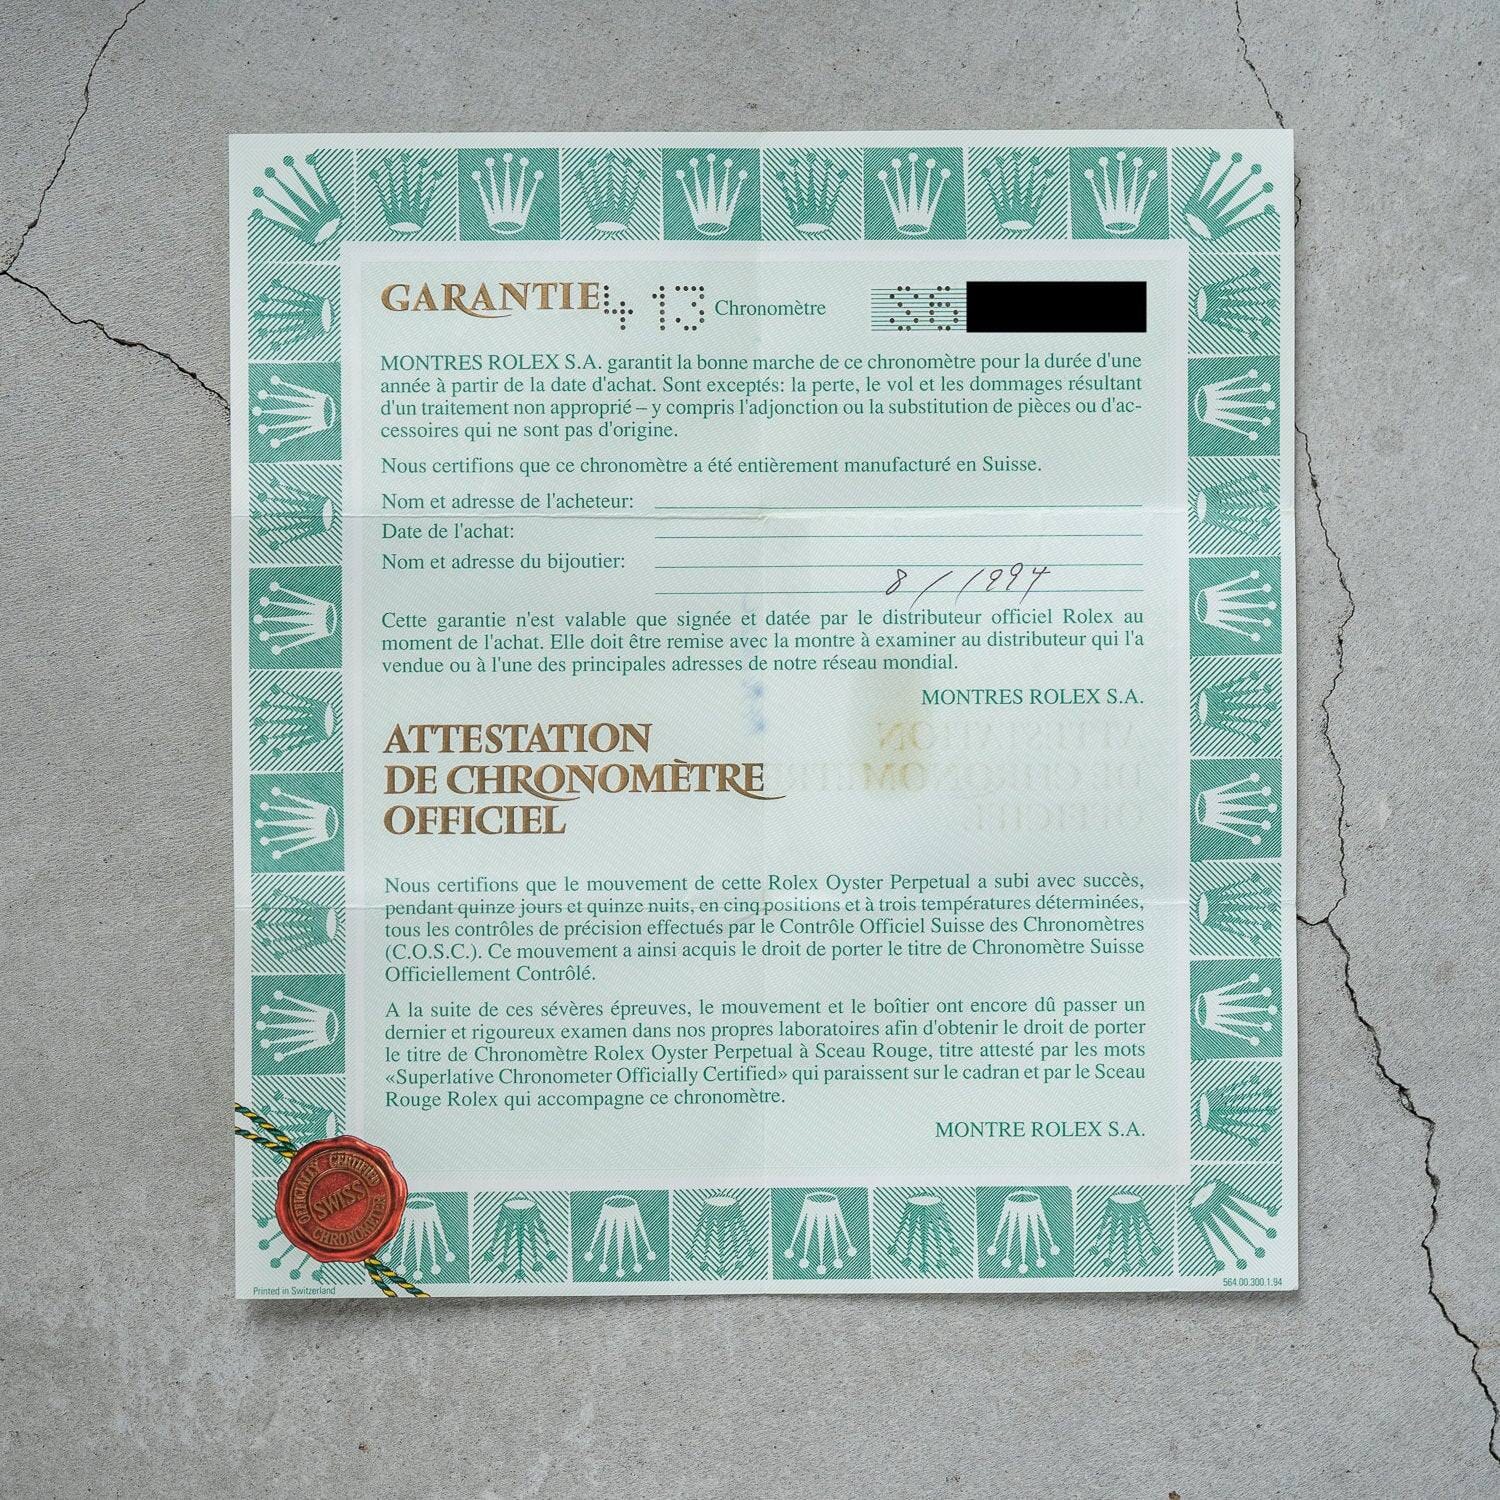 GARANTIE 413 Chronomètre S6
MONTRES ROLEX S.A. garantit la bonne marche de ce chronomètre pour la durée d'une
année à partir de la date d'achat. Sont exceptés: la perte, le vol et les dommages résultant
d'un traitement non approprié – y compris l'adjonction ou la substitution de pièces ou d'ac-
cessoires qui ne sont pas d'origine.
Nous certifions que ce chronomètre a été entièrement manufacturé en Suisse.
Nom et adresse de l'acheteur:
Date de l'achat:
Nom et adresse du bijoutier:
8 / 1994
Cette garantie n'est valable que signée et datée par le distributeur officiel Rolex au
moment de l'achat. Elle doit être remise avec la montre à examiner au distributeur qui l'a
vendue ou à l'une des principales adresses de notre réseau mondial.
MONTRES ROLEX S.A.
ATTESTATION
DE CHRONOMÈTRE
OFFICIEL
Nous certifions que le mouvement de cette Rolex Oyster Perpetual a subi avec succès,
pendant quinze jours et quinze nuits, en cinq positions et à trois températures déterminées,
tous les contrôles de précision effectués par le Contrôle Officiel Suisse des Chronomètres
(C.O.S.C.). Ce mouvement a ainsi acquis le droit de porter le titre de Chronomètre Suisse
Officiellement Contrôlé.
A la suite de ces sévères épreuves, le mouvement et le boîtier ont encore dû passer un
dernier et rigoureux examen dans nos propres laboratoires afin d'obtenir le droit de porter
le titre de Chronomètre Rolex Oyster Perpetual à Sceau Rouge, titre attesté par les mots
«Superlative Chronometer Officially Certified» qui paraissent sur le cadran et par le Sceau
Rouge Rolex qui accompagne ce chronomètre.
MONTRE ROLEX S.A.
OFFICIALLY CERTIFIED
SWISS
CHRONOMETER
Printed in Switzerland
564.00.300.1.94